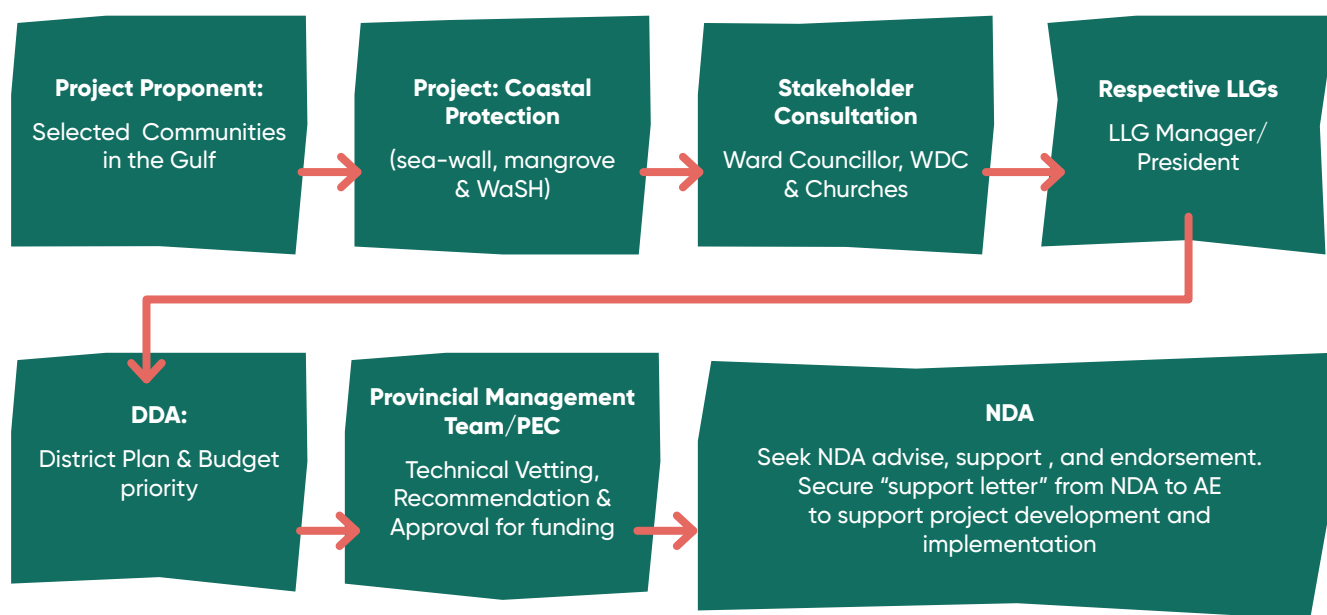 Project Proponent:
Selected Communities
in the Gulf
Project: Coastal
Protection
(sea-wall, mangrove
& WaSH)
Stakeholder
Consultation
Ward Councillor, WDC
& Churches
Respective LLGs
LLG Manager/
President
DDA:
District Plan & Budget
priority
Provincial Management
Team/PEC
Technical Vetting,
Recommendation &
Approval for funding
NDA
Seek NDA advise, support , and endorsement.
Secure “support letter” from NDA to AE
to support project development and
implementation